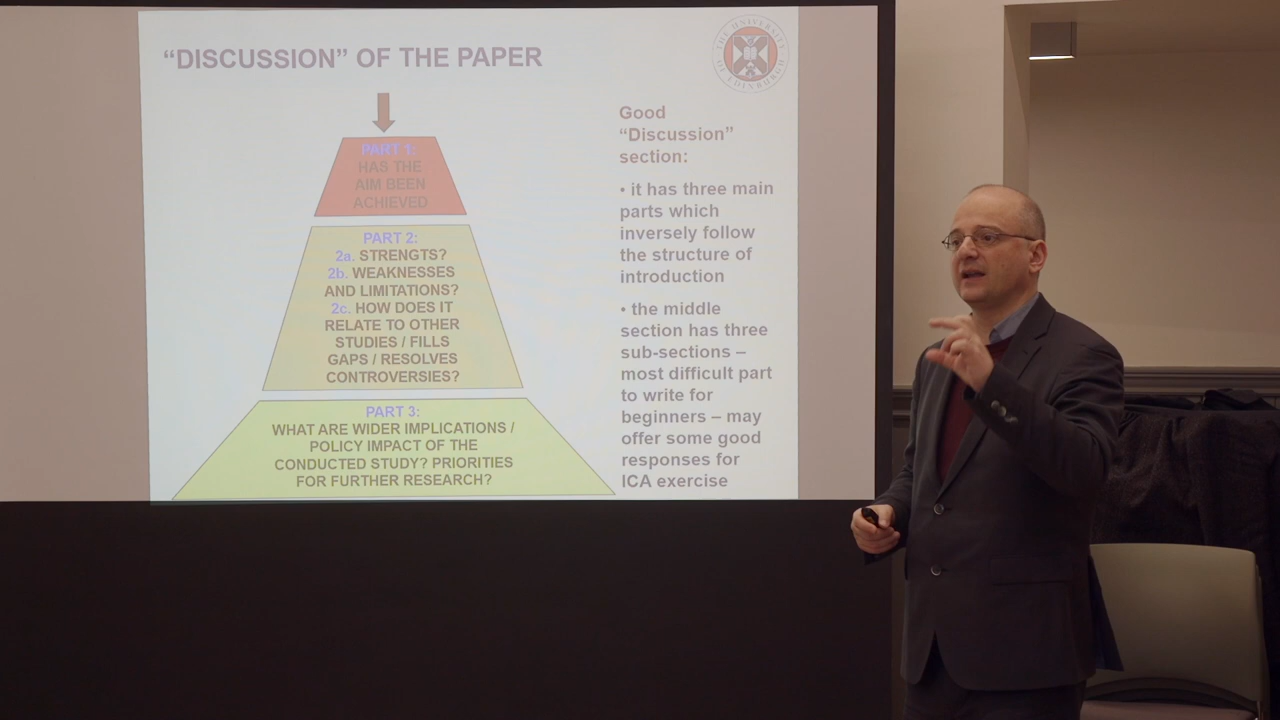 “DISCUSSION” OF THE PAPER
THE UNIVERSITY OF EDINBURGH
PART 1:
HAS THE
AIM BEEN
ACHIEVED
PART 2:
2a. STRENGTS?
2b. WEAKNESSES
AND LIMITATIONS?
2c. HOW DOES IT
RELATE TO OTHER
STUDIES / FILLS
GAPS / RESOLVES
CONTROVERSIES?
PART 3:
WHAT ARE WIDER IMPLICATIONS /
POLICY IMPACT OF THE
CONDUCTED STUDY? PRIORITIES
FOR FURTHER RESEARCH?
Good
“Discussion”
section:
• it has three main
parts which
inversely follow
the structure of
introduction
• the middle
section has three
sub-sections –
most difficult part
to write for
beginners – may
offer some good
responses for
ICA exercise